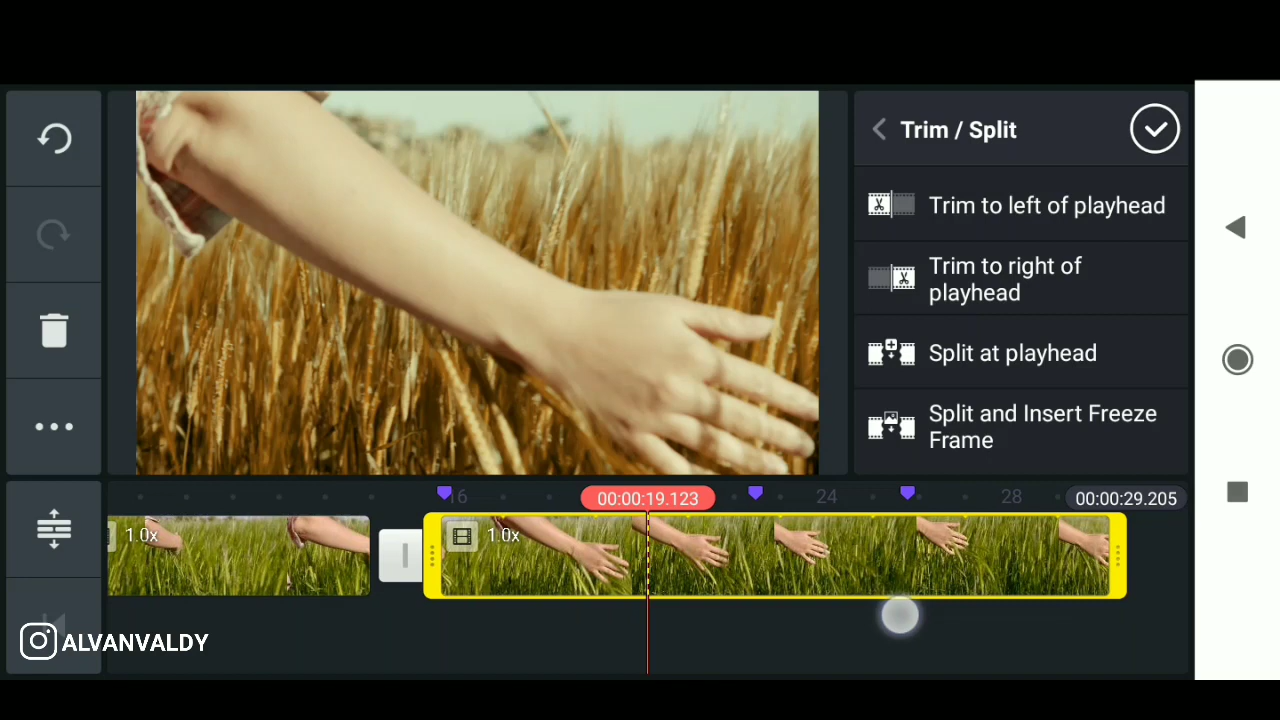 Trim / Split
Trim to left of playhead
Trim to right of
playhead
Split at playhead
Split and Insert Freeze
Frame
16
00:00:19.123
24
28
00:00:29.205
1.0x
1.0x
ALVANVALDY